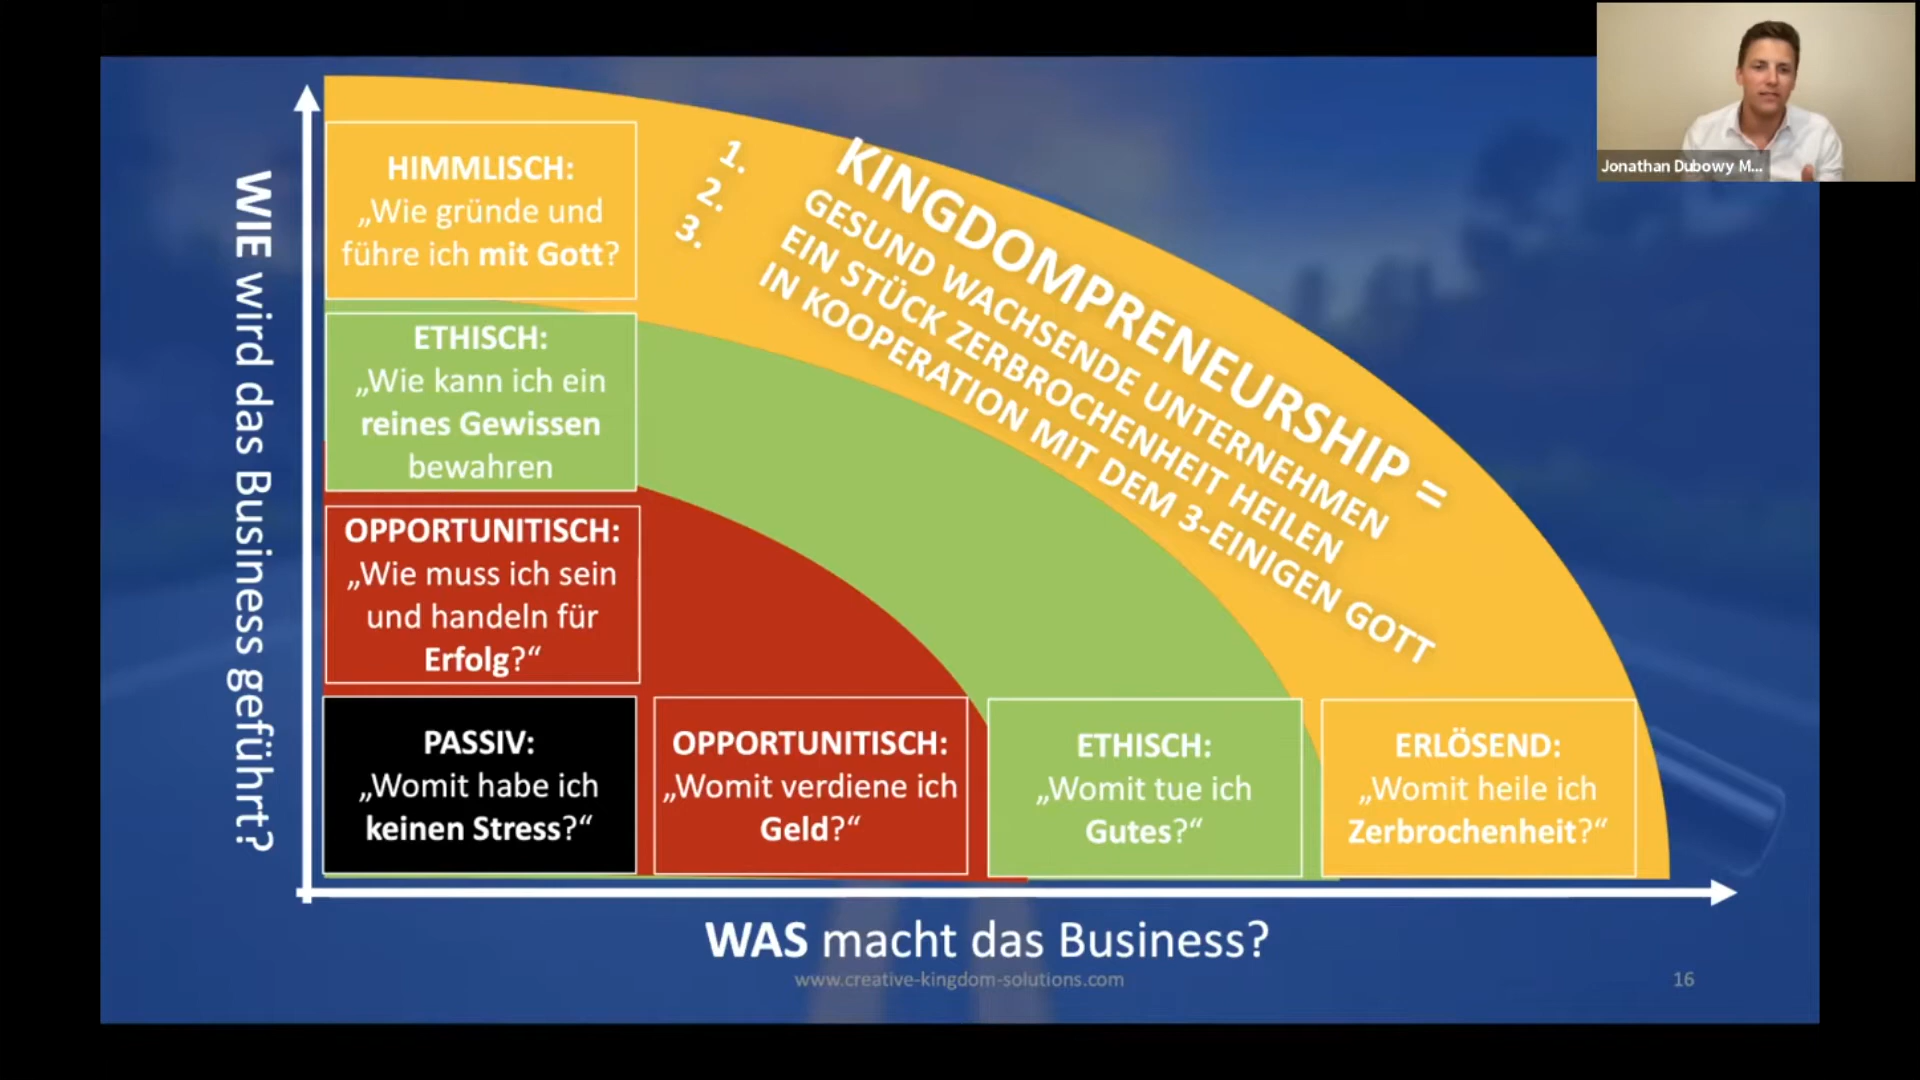 Jonathan Dubowy M...
WIE wird das Business geführt?
HIMMLISCH:
„Wie gründe und
führe ich mit Gott?
ETHISCH:
„Wie kann ich ein
reines Gewissen
bewahren
OPPORTUNITISCH:
„Wie muss ich sein
und handeln für
Erfolg?“
KINGDOMPRENEURSHIP =
1. GESUND WACHSENDE UNTERNEHMEN
2. EIN STÜCK ZERBROCHENHEIT HEILEN
3. IN KOOPERATION MIT DEM 3-EINIGEN GOTT
PASSIV:
„Womit habe ich
keinen Stress?“
OPPORTUNITISCH:
„Womit verdiene ich
Geld?“
ETHISCH:
„Womit tue ich
Gutes?“
ERLÖSEND:
„Womit heile ich
Zerbrochenheit?“
WAS macht das Business?
www.creative-kingdom-solutions.com
16